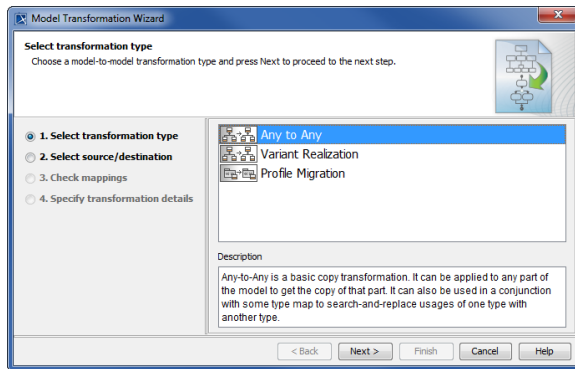 Model Transformation Wizard
Select transformation type
Choose a model-to-model transformation type and press Next to proceed to the next step.
1. Select transformation type
2. Select source/destination
3. Check mappings
4. Specify transformation details
Any to Any
Variant Realization
Profile Migration
Description
Any-to-Any is a basic copy transformation. It can be applied to any part of
the model to get the copy of that part. It can also be used in a conjunction
with some type map to search-and-replace usages of one type with
another type.
< Back Next > Finish Cancel Help